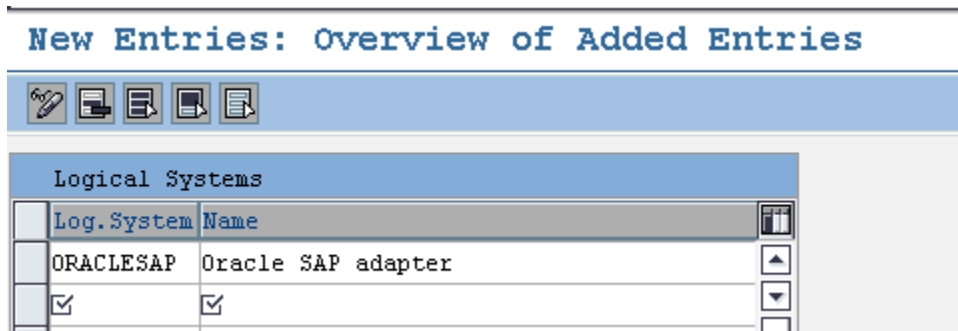 New Entries: Overview of Added Entries
Logical Systems
Log.System Name
ORACLESAP Oracle SAP adapter